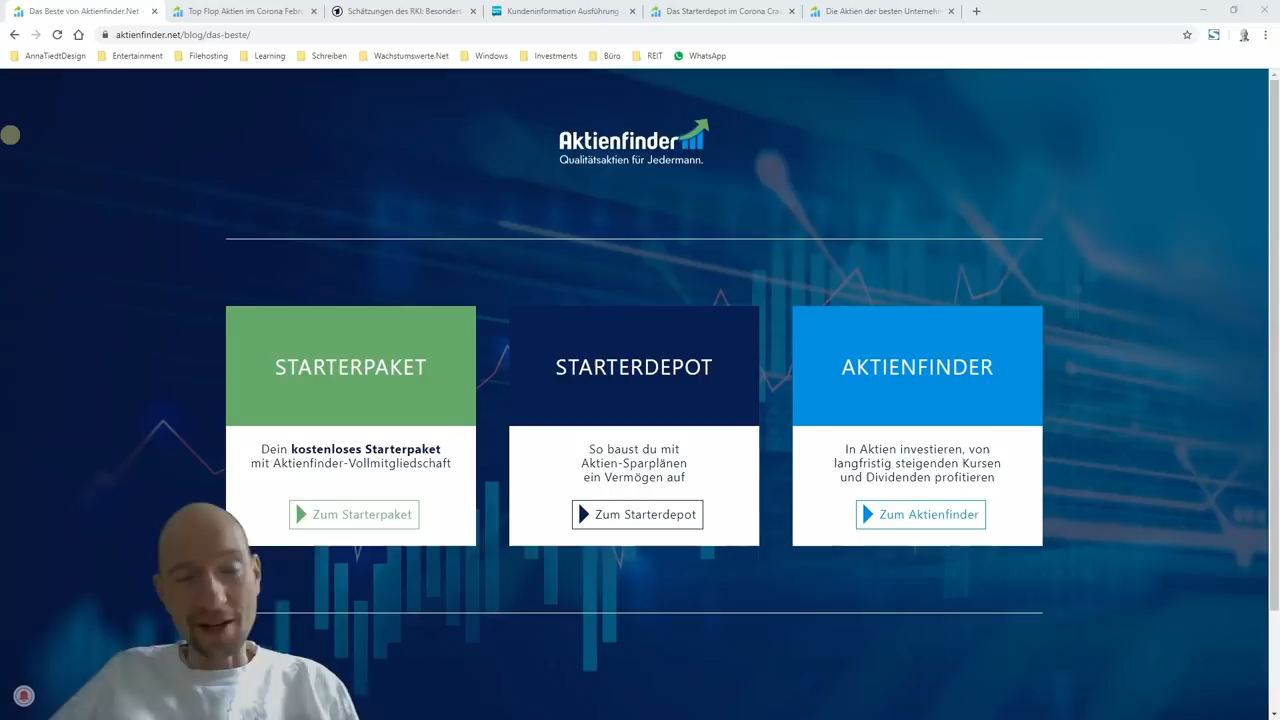 Das Beste von Aktienfinder.Net -
Top Flop Aktien im Corona Febru
Schätzungen des RKI: Besonders
Kundeninformation Ausführung
Das Starterdepot im Corona Cras
Die Aktien der besten Unternehm
aktienfinder.net/blog/das-beste/
AnnaTiedtDesign
Entertainment
Filehosting
Learning
Schreiben
Wachstumswerte.Net
Windows
Investments
Büro
REIT
WhatsApp
Aktienfinder
Qualitätsaktien für Jedermann.
STARTERPAKET
Dein kostenloses Starterpaket
mit Aktienfinder-Vollmitgliedschaft
Zum Starterpaket
STARTERDEPOT
So baust du mit
Aktien-Sparplänen
ein Vermögen auf
Zum Starterdepot
AKTIENFINDER
In Aktien investieren, von
langfristig steigenden Kursen
und Dividenden profitieren
Zum Aktienfinder